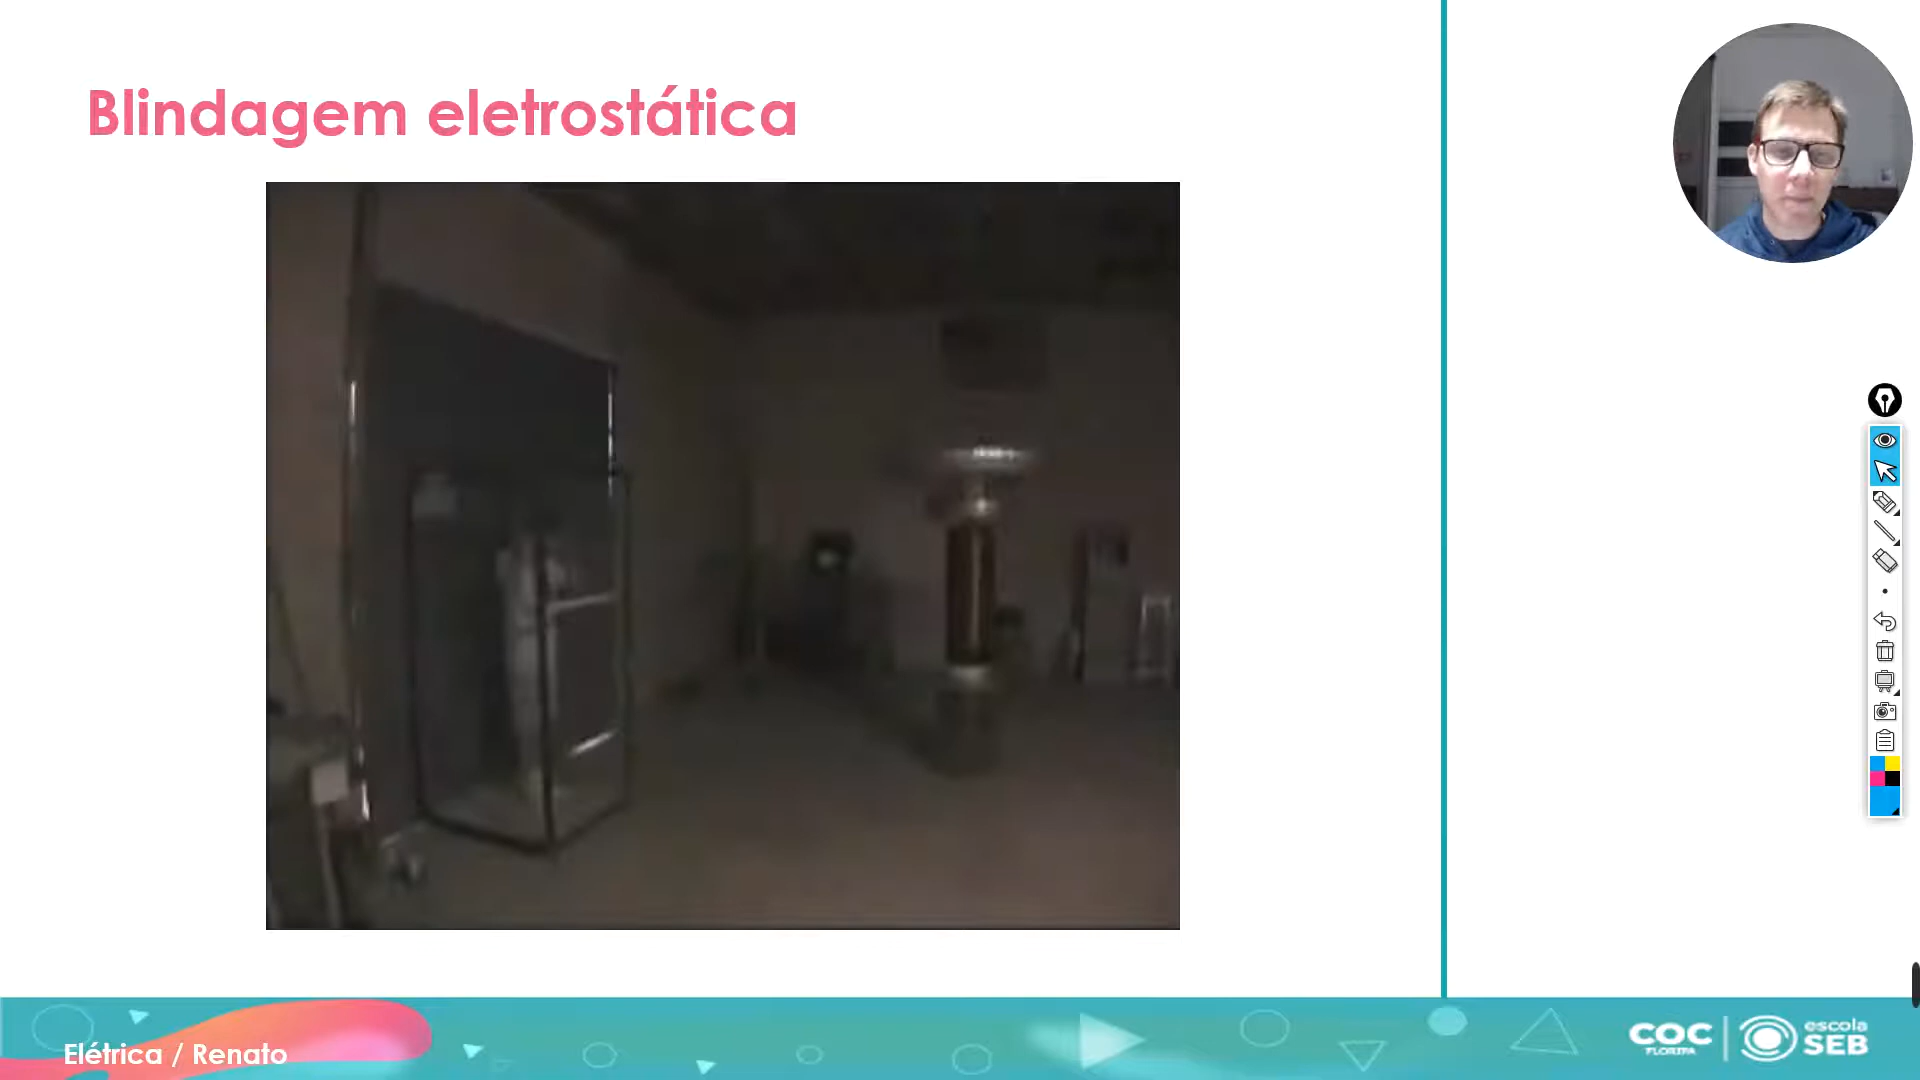 Blindagem eletrostática
Elétrica / Renato
COC
FLORIPA
escola
SEB